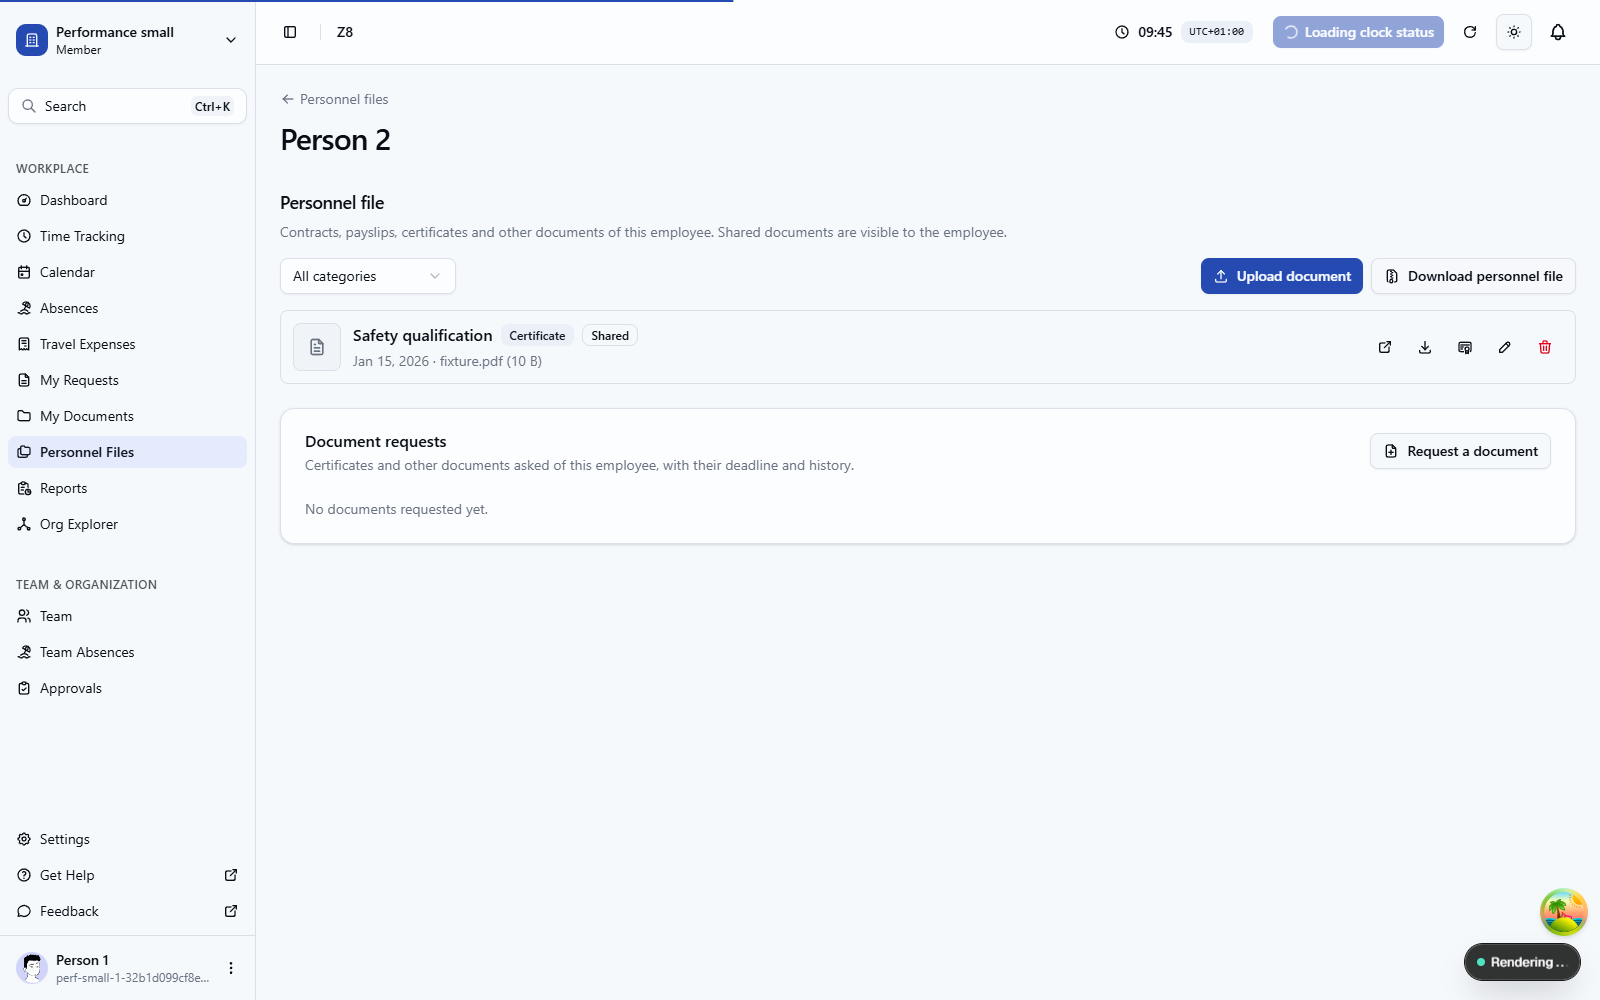 Performance small
Member
Search
Ctrl+K
WORKPLACE
Dashboard
Time Tracking
Calendar
Absences
Travel Expenses
My Requests
My Documents
Personnel Files
Reports
Org Explorer
TEAM & ORGANIZATION
Team
Team Absences
Approvals
Settings
Get Help
Feedback
Person 1
perf-small-1-32b1d099cf8e...
Z8
09:45
UTC+01:00
Loading clock status
Personnel files
Person 2
Personnel file
Contracts, payslips, certificates and other documents of this employee. Shared documents are visible to the employee.
All categories
Upload document
Download personnel file
Safety qualification Certificate Shared
Jan 15, 2026 · fixture.pdf (10 B)
Document requests
Certificates and other documents asked of this employee, with their deadline and history.
Request a document
No documents requested yet.
Rendering ...